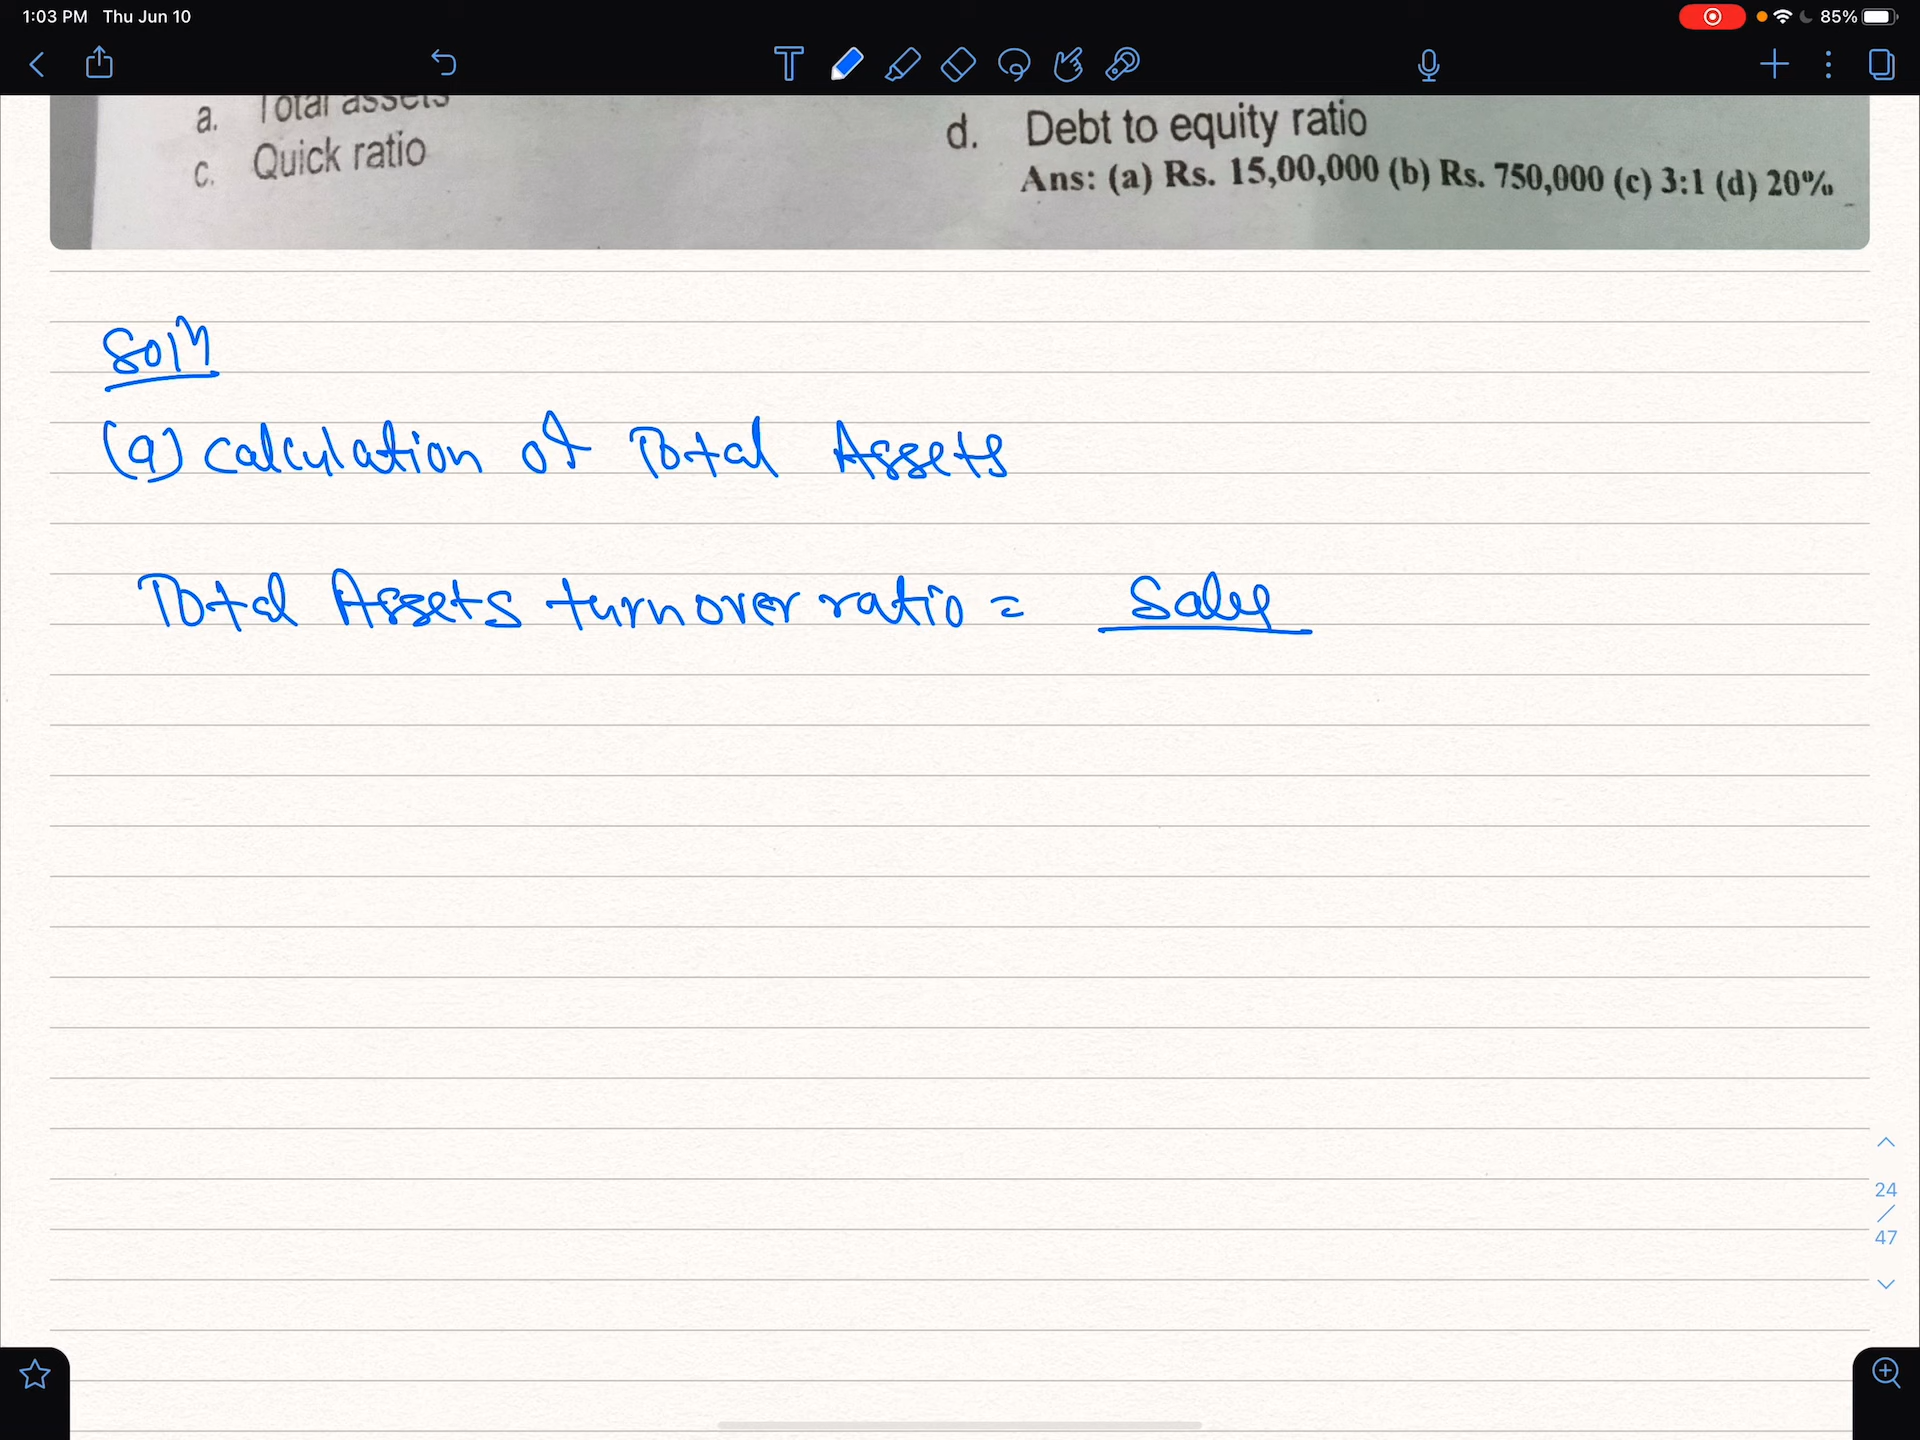 1:03 PM Thu Jun 10 85%
a. Total assets
d. Debt to equity ratio
c. Quick ratio
Ans: (a) Rs. 15,00,000 (b) Rs. 750,000 (c) 3:1 (d) 20%
Soln
(a) Calculation of Total Assets
Total Assets turnover ratio = Sales
24
/
47